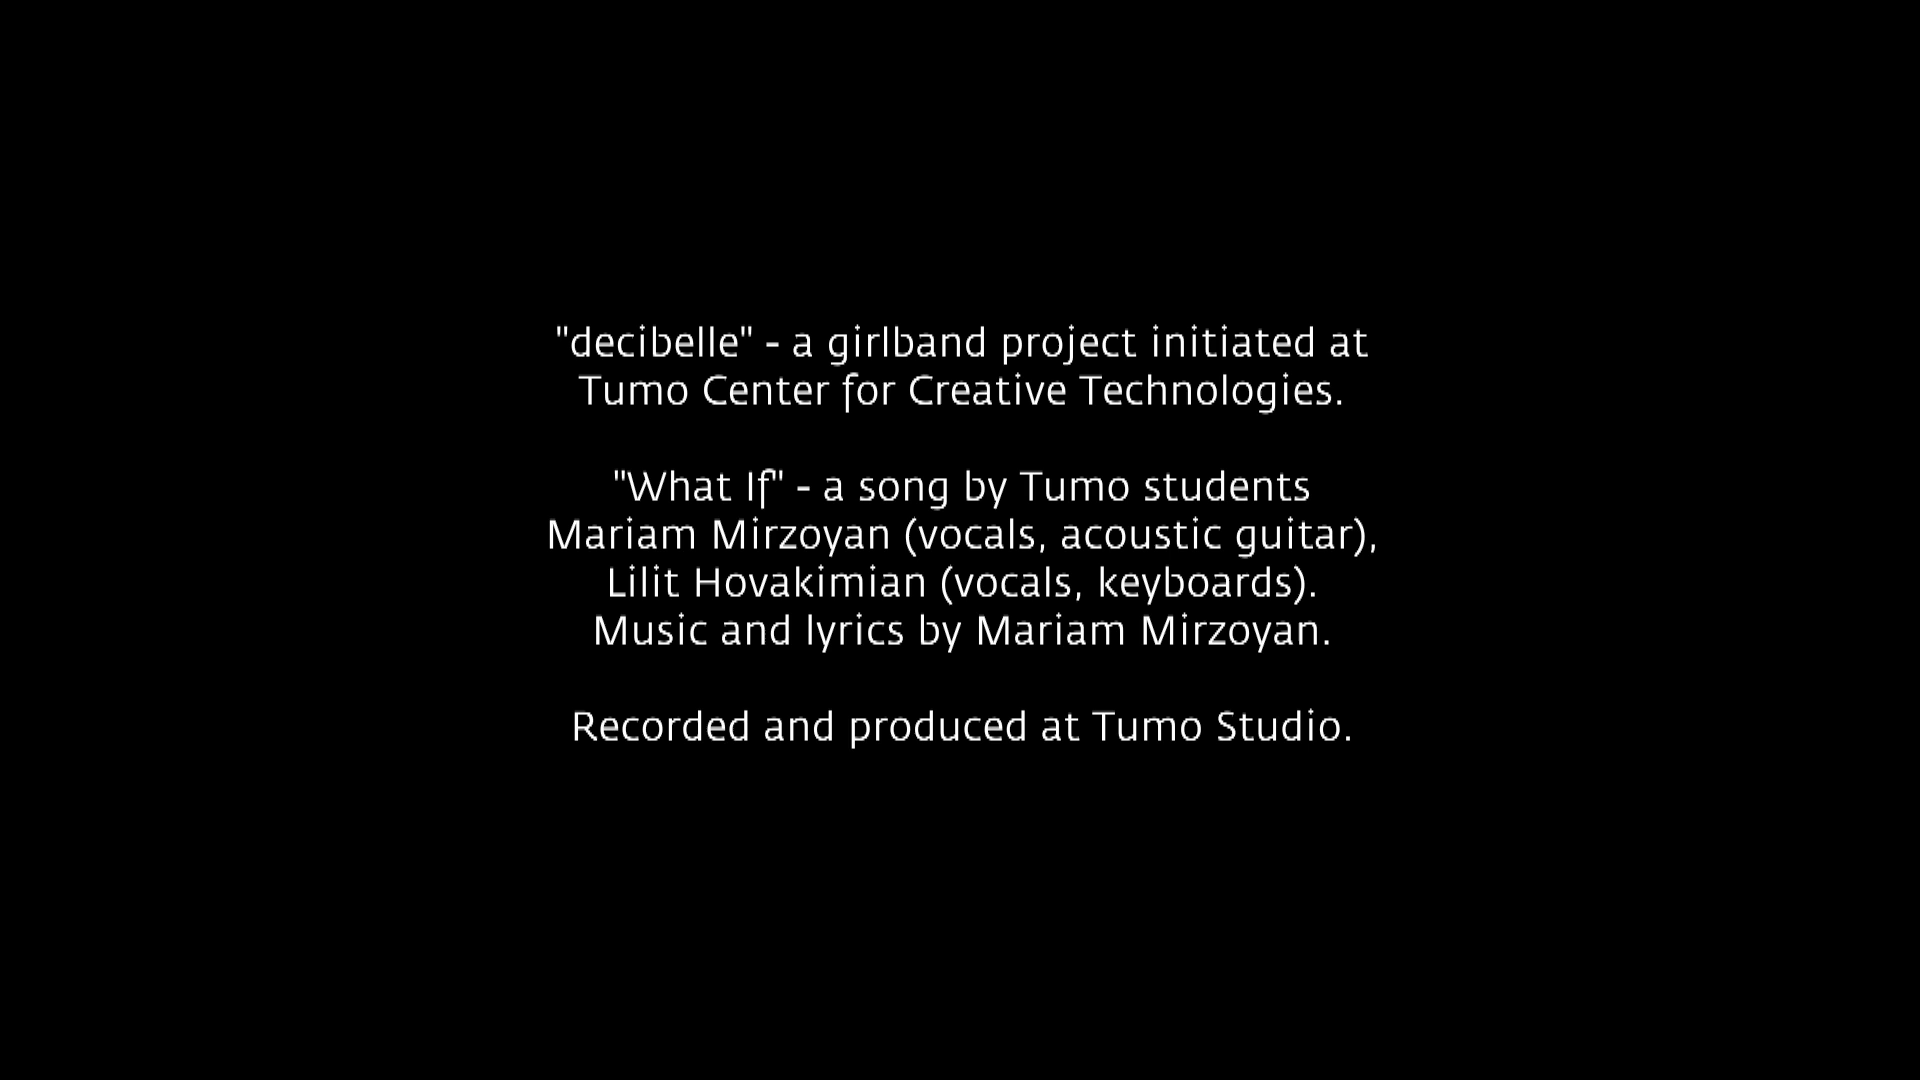 "decibelle" - a girlband project initiated at
Tumo Center for Creative Technologies.
"What If" - a song by Tumo students
Mariam Mirzoyan (vocals, acoustic guitar),
Lilit Hovakimian (vocals, keyboards).
Music and lyrics by Mariam Mirzoyan.
Recorded and produced at Tumo Studio.